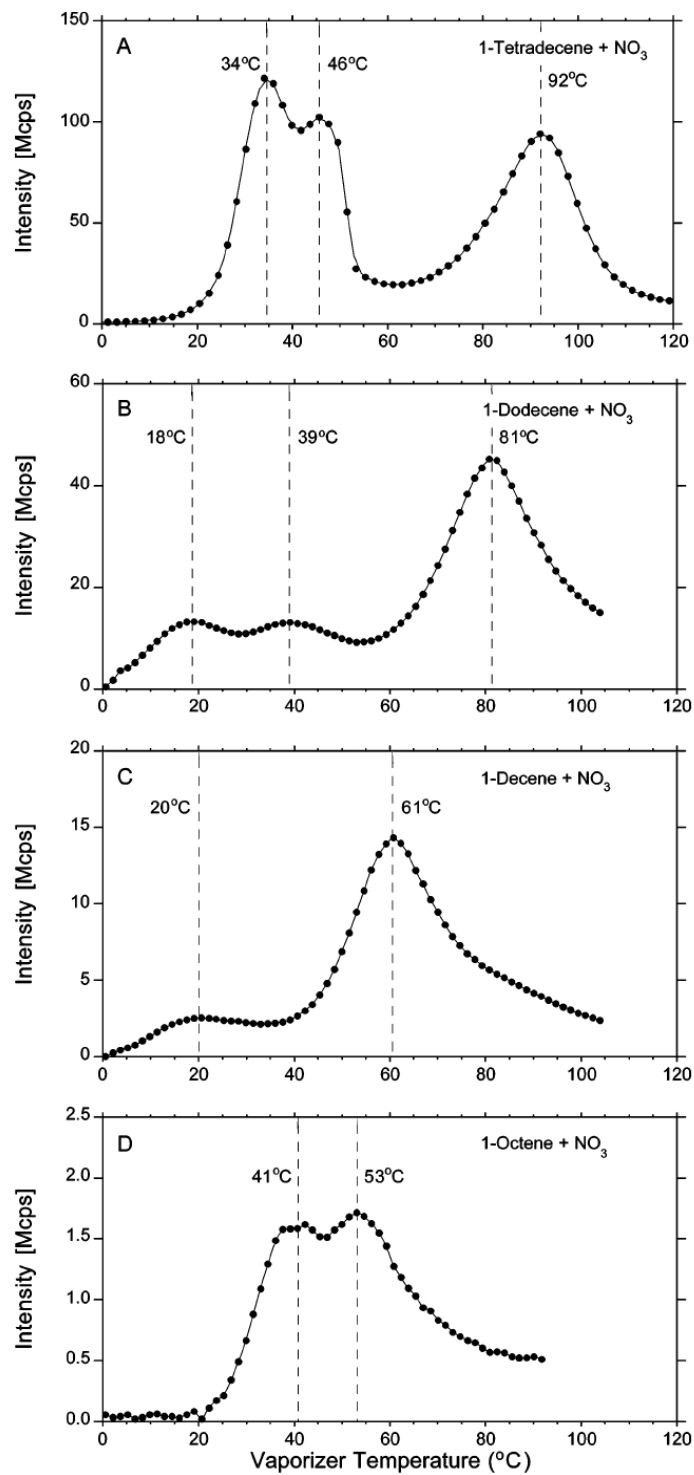 A
1-Tetradecene + NO3
34ºC
46ºC
92ºC
Intensity [Mcps]
150
100
50
0
0 20 40 60 80 100 120
B
1-Dodecene + NO3
18ºC
39ºC
81ºC
Intensity [Mcps]
60
40
20
0
0 20 40 60 80 100 120
C
1-Decene + NO3
20ºC
61ºC
Intensity [Mcps]
20
15
10
5
0
0 20 40 60 80 100 120
D
1-Octene + NO3
41ºC
53ºC
Intensity [Mcps]
2.5
2.0
1.5
1.0
0.5
0.0
0 20 40 60 80 100 120
Vaporizer Temperature (ºC)